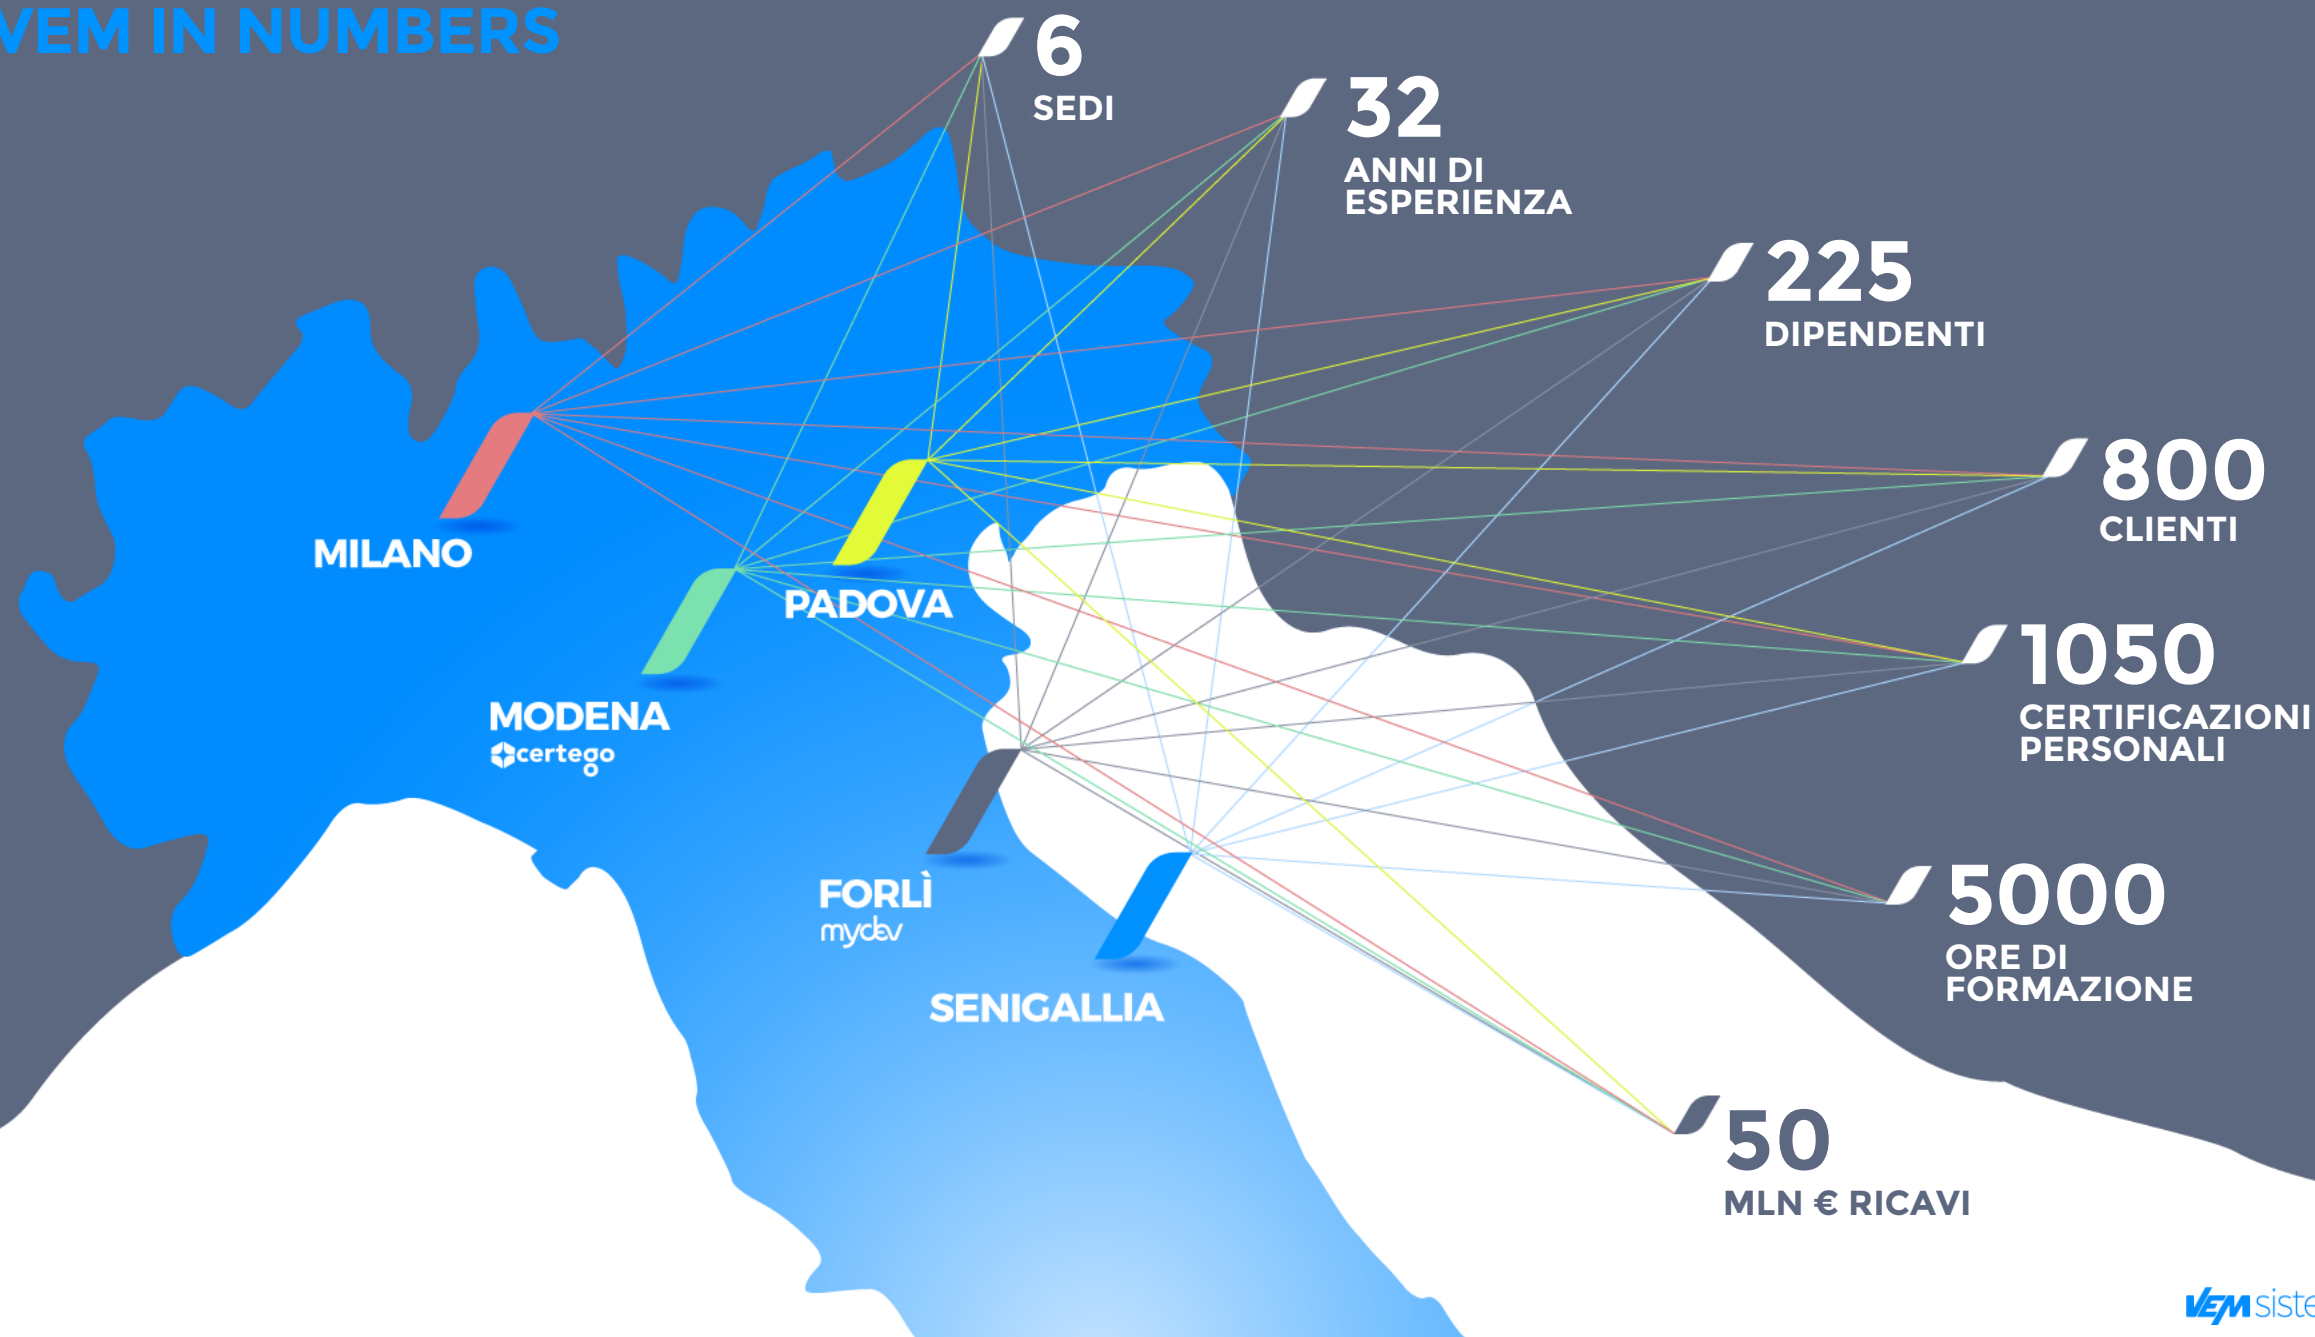 VEM IN NUMBERS
6
SEDI
32
ANNI DI
ESPERIENZA
225
DIPENDENTI
800
CLIENTI
MILANO
PADOVA
1050
CERTIFICAZIONI
PERSONALI
MODENA
certego
FORLÌ
mydev
5000
ORE DI
FORMAZIONE
SENIGALLIA
50
MLN € RICAVI
VEM siste